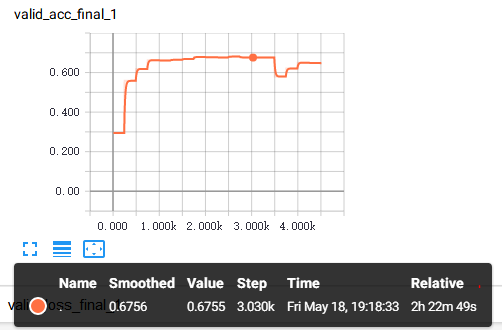 valid_acc_final_1
0.600
0.400
0.200
0.00
0.000 1.000k 2.000k 3.000k 4.000k
Name Smoothed Value Step Time Relative
. 0.6756 0.6755 3.030k Fri May 18, 19:18:33 2h 22m 49s